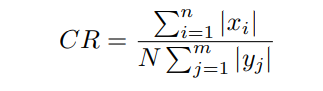 CR = \frac{\sum_{i=1}^{n} |x_i|}{N \sum_{j=1}^{m} |y_j|}